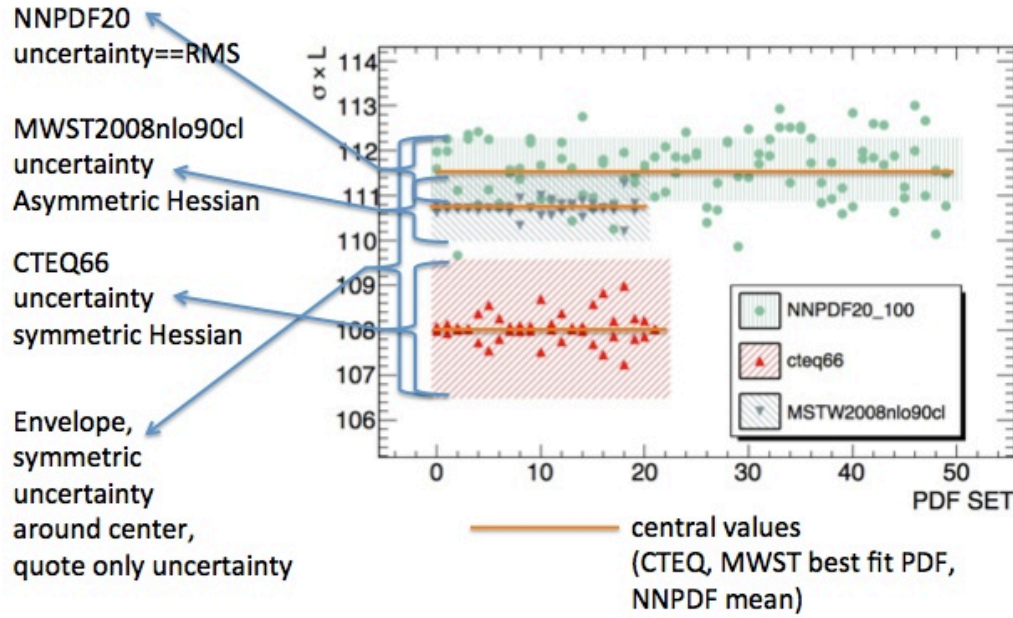 NNPDF20
uncertainty==RMS
MWST2008nlo90cl
uncertainty
Asymmetric Hessian
CTEQ66
uncertainty
symmetric Hessian
Envelope,
symmetric
uncertainty
around center,
quote only uncertainty
σ × L
114
113
112
111
110
109
108
107
106
NNPDF20_100
cteq66
MSTW2008nlo90cl
0 10 20 30 40 50
PDF SET
central values
(CTEQ, MWST best fit PDF,
NNPDF mean)